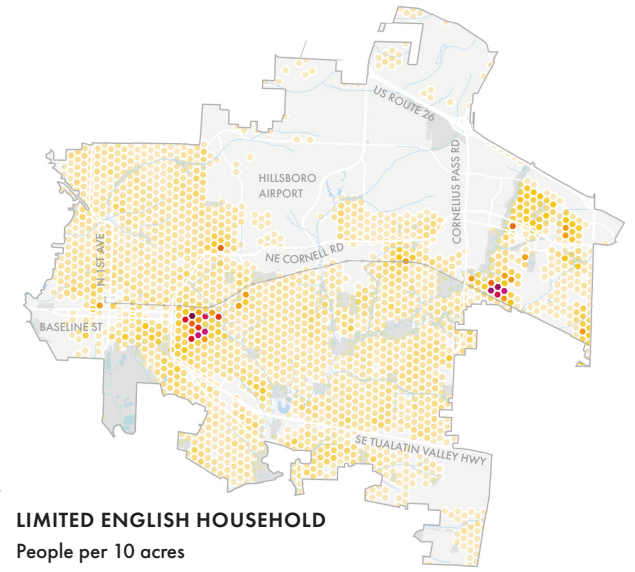 US ROUTE 26
CORNELIUS PASS RD
HILLSBORO
AIRPORT
N 1ST AVE
NE CORNELL RD
BASELINE ST
SE TUALATIN VALLEY HWY
LIMITED ENGLISH HOUSEHOLD
People per 10 acres